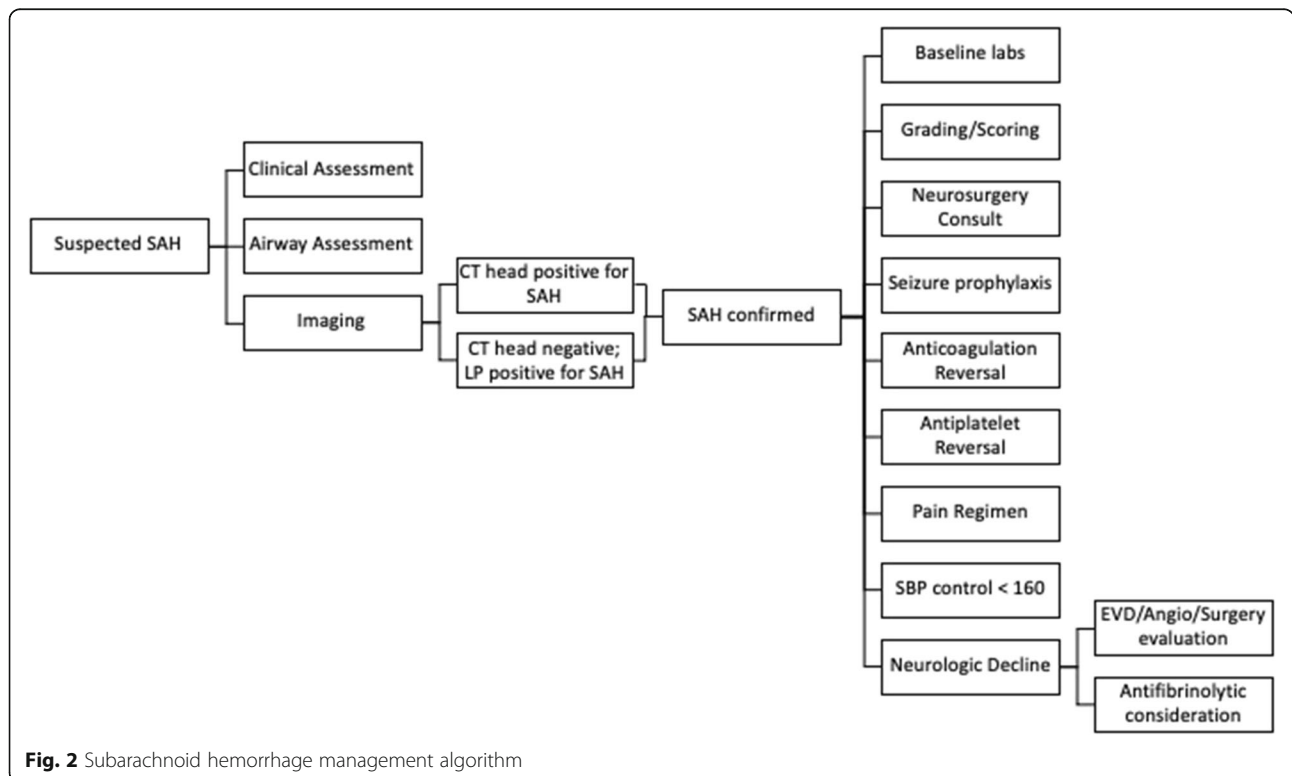 Suspected SAH
Clinical Assessment
Airway Assessment
Imaging
CT head positive for
SAH
CT head negative;
LP positive for SAH
SAH confirmed
Baseline labs
Grading/Scoring
Neurosurgery
Consult
Seizure prophylaxis
Anticoagulation
Reversal
Antiplatelet
Reversal
Pain Regimen
SBP control < 160
Neurologic Decline
EVD/Angio/Surgery
evaluation
Antifibrinolytic
consideration
Fig. 2 Subarachnoid hemorrhage management algorithm